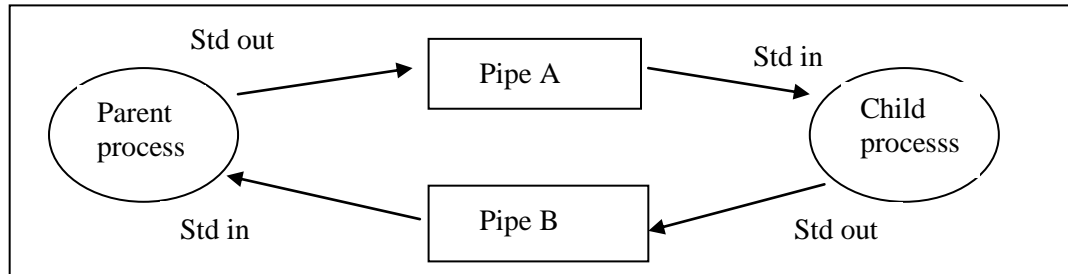 Std out
Pipe A
Std in
Parent
process
Child
processs
Pipe B
Std in
Std out